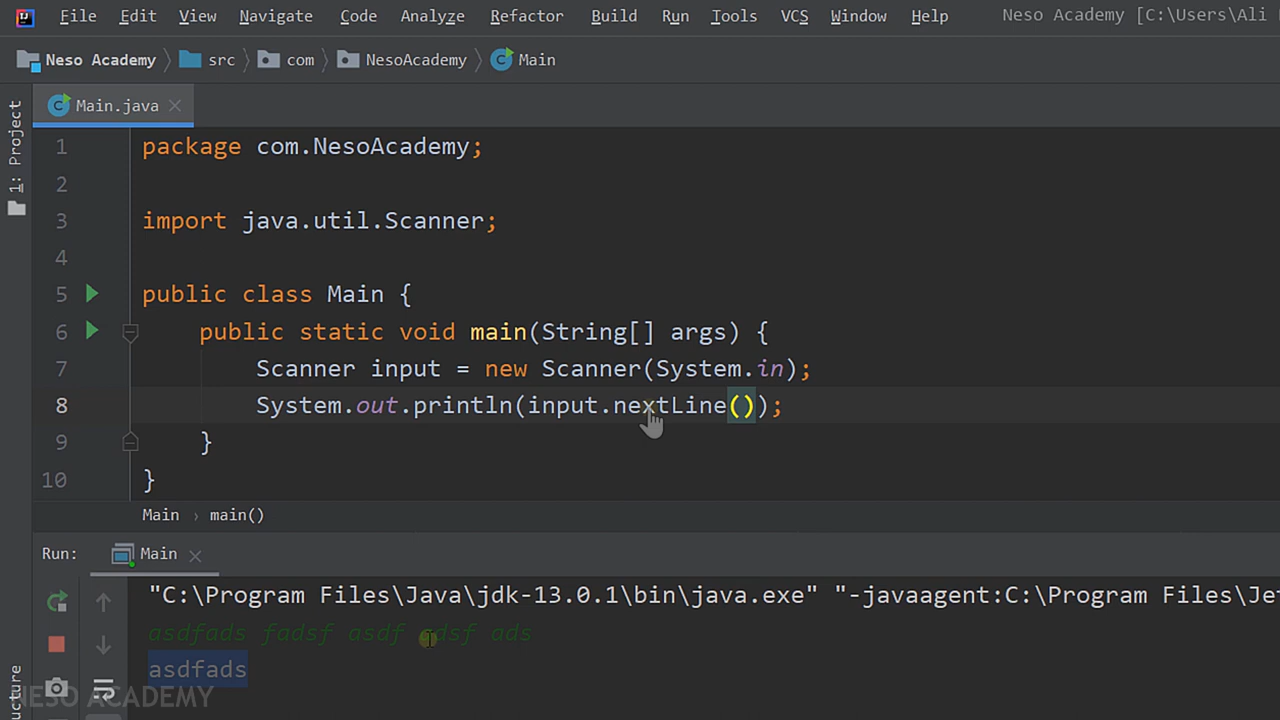 File Edit View Navigate Code Analyze Refactor Build Run Tools VCS Window Help Neso Academy [C:\Users\Ali
Neso Academy src com NesoAcademy Main
Main.java
1: Project
1 package com.NesoAcademy;
2
3 import java.util.Scanner;
4
5 public class Main {
6 public static void main(String[] args) {
7 Scanner input = new Scanner(System.in);
8 System.out.println(input.nextLine());
9 }
10 }
Main › main()
Run: Main
"C:\Program Files\Java\jdk-13.0.1\bin\java.exe" "-javaagent:C:\Program Files\Je
asdfads fadsf asdf adsf ads
asdfads
NESO ACADEMY